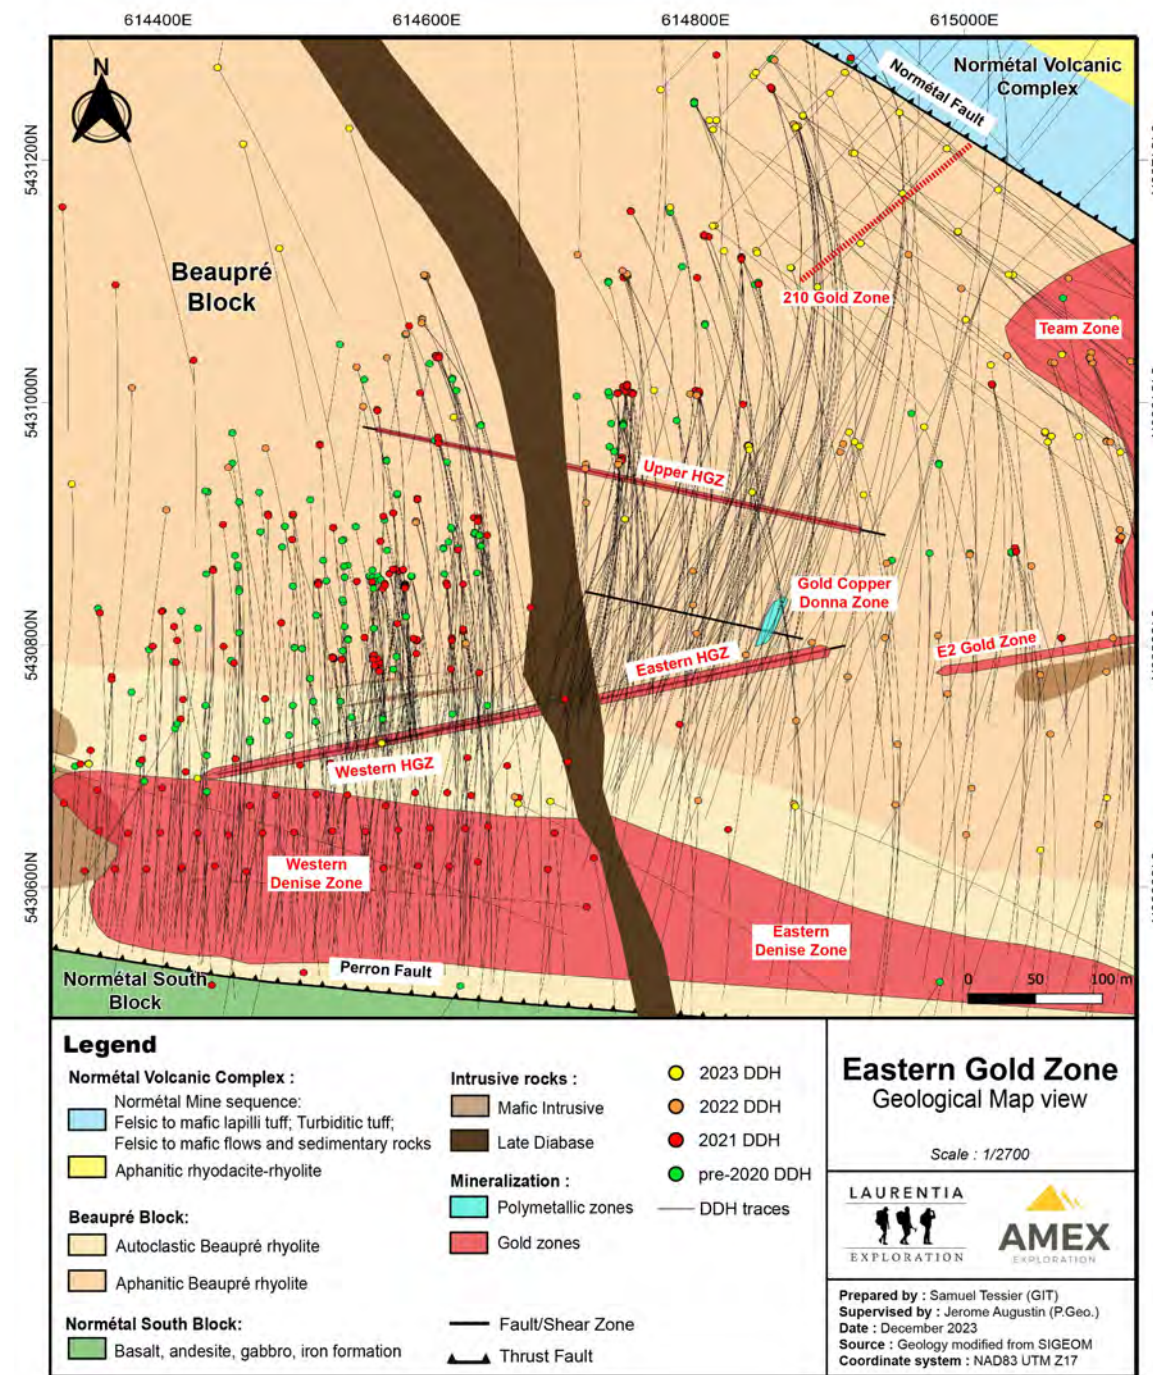 614400E
614600E
614800E
615000E
N
Normétal Volcanic
Complex
Normétal Fault
5431200N
Beaupré
Block
210 Gold Zone
Team Zone
5431000N
Upper HGZ
Gold Copper
Donna Zone
5430800N
Eastern HGZ
E2 Gold Zone
Western HGZ
Western
Denise Zone
5430600N
Eastern
Denise Zone
Perron Fault
Normétal South
Block
0 50 100 m
Legend
Normétal Volcanic Complex :
Normétal Mine sequence:
Felsic to mafic lapilli tuff; Turbiditic tuff;
Felsic to mafic flows and sedimentary rocks
Aphanitic rhyodacite-rhyolite
Beaupré Block:
Autoclastic Beaupré rhyolite
Aphanitic Beaupré rhyolite
Normétal South Block:
Basalt, andesite, gabbro, iron formation
Intrusive rocks :
Mafic Intrusive
Late Diabase
Mineralization :
Polymetallic zones
Gold zones
Fault/Shear Zone
Thrust Fault
2023 DDH
2022 DDH
2021 DDH
pre-2020 DDH
DDH traces
Eastern Gold Zone
Geological Map view
Scale : 1/2700
LAURENTIA
EXPLORATION
AMEX
EXPLORATION
Prepared by : Samuel Tessier (GIT)
Supervised by : Jerome Augustin (P.Geo.)
Date : December 2023
Source : Geology modified from SIGEOM
Coordinate system : NAD83 UTM Z17